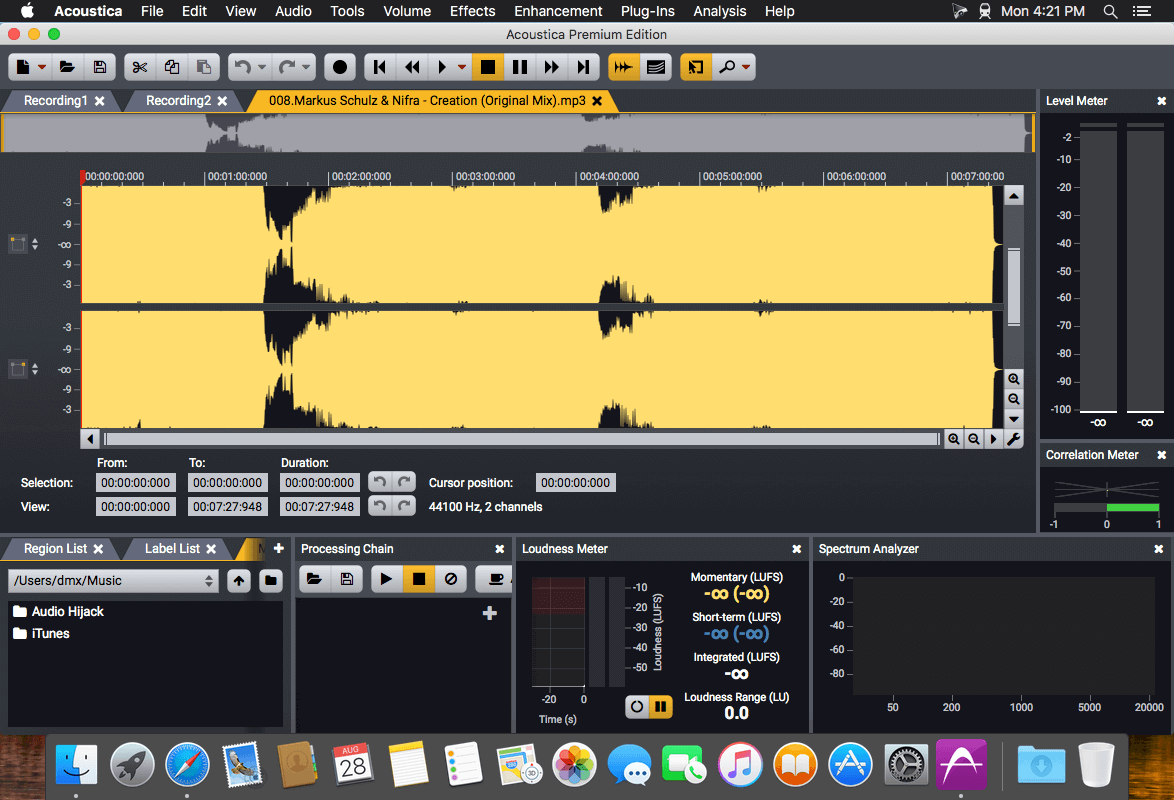 Acoustica File Edit View Audio Tools Volume Effects Enhancement Plug-Ins Analysis Help Mon 4:21 PM
Acoustica Premium Edition
Recording1 Recording2 008.Markus Schulz & Nifra - Creation (Original Mix).mp3
Level Meter
00:00:00:000 00:01:00:000 00:02:00:000 00:03:00:000 00:04:00:000 00:05:00:000 00:06:00:000 00:07:00:00
-3
-9
-∞
-9
-3
-3
-9
-∞
-9
-3
-2
-10
-20
-30
-40
-50
-60
-70
-80
-90
-100
-∞ -∞
Correlation Meter
-1 0 1
From: To: Duration:
Selection: 00:00:00:000 00:00:00:000 00:00:00:000 Cursor position: 00:00:00:000
View: 00:00:00:000 00:07:27:948 00:07:27:948 44100 Hz, 2 channels
Region List Label List
/Users/dmx/Music
Audio Hijack
iTunes
Processing Chain
Loudness Meter
-10
-20
-30
-40
-50
Loudness (LUFS)
-20 0
Time (s)
Momentary (LUFS)
-∞ (-∞)
Short-term (LUFS)
-∞ (-∞)
Integrated (LUFS)
-∞
Loudness Range (LU)
0.0
Spectrum Analyzer
0
-20
-40
-60
-80
50 200 1000 5000 20000
AUG
28
3D